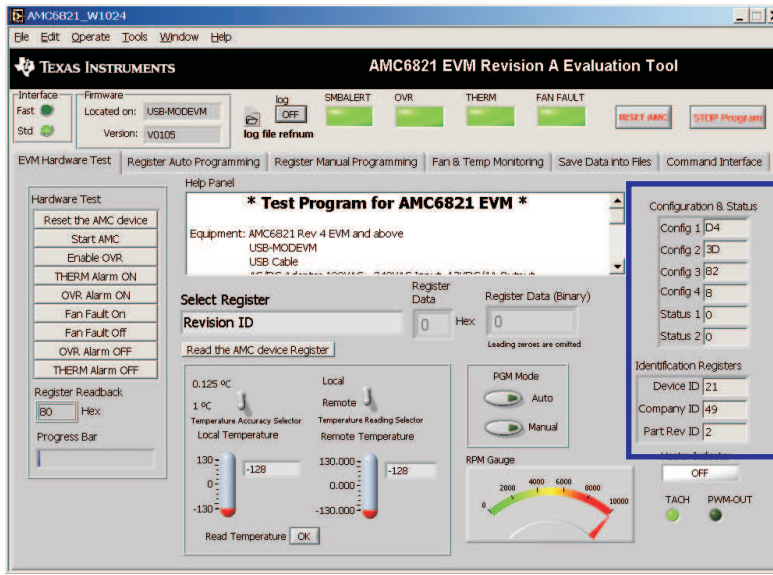 AMC6821_W1024
File Edit Operate Tools Window Help
TEXAS INSTRUMENTS
AMC6821 EVM Revision A Evaluation Tool
Interface
Fast
Std
Firmware
Located on: USB-MODEVM
Version: V0105
log
OFF
log file refnum
SMBALERT OVR THERM FAN FAULT
RESET AMC
STOP Program
EVM Hardware Test Register Auto Programming Register Manual Programming Fan & Temp Monitoring Save Data into Files Command Interface
Hardware Test
Reset the AMC device
Start AMC
Enable OVR
THERM Alarm ON
OVR Alarm ON
Fan Fault On
Fan Fault Off
OVR Alarm OFF
THERM Alarm OFF
Register Readback
80 Hex
Progress Bar
Help Panel
* Test Program for AMC6821 EVM *
Equipment: AMC6821 Rev 4 EVM and above
USB-MODEVM
USB Cable
Select Register
Revision ID
Register Data
0 Hex
Register Data (Binary)
0
Leading zeroes are omitted
Read the AMC device Register
0.125 ºC
1 ºC
Temperature Accuracy Selector
Local
Remote
Temperature Reading Selector
Local Temperature
130
0
-130
-128
Remote Temperature
130.000
0.000
-130.000
-128
Read Temperature OK
PGM Mode
Auto
Manual
RPM Gauge
0 2000 4000 6000 8000 10000
Configuration & Status
Config 1 D4
Config 2 3D
Config 3 82
Config 4 8
Status 1 0
Status 2 0
Identification Registers
Device ID 21
Company ID 49
Part Rev ID 2
OFF
TACH PWM-OUT